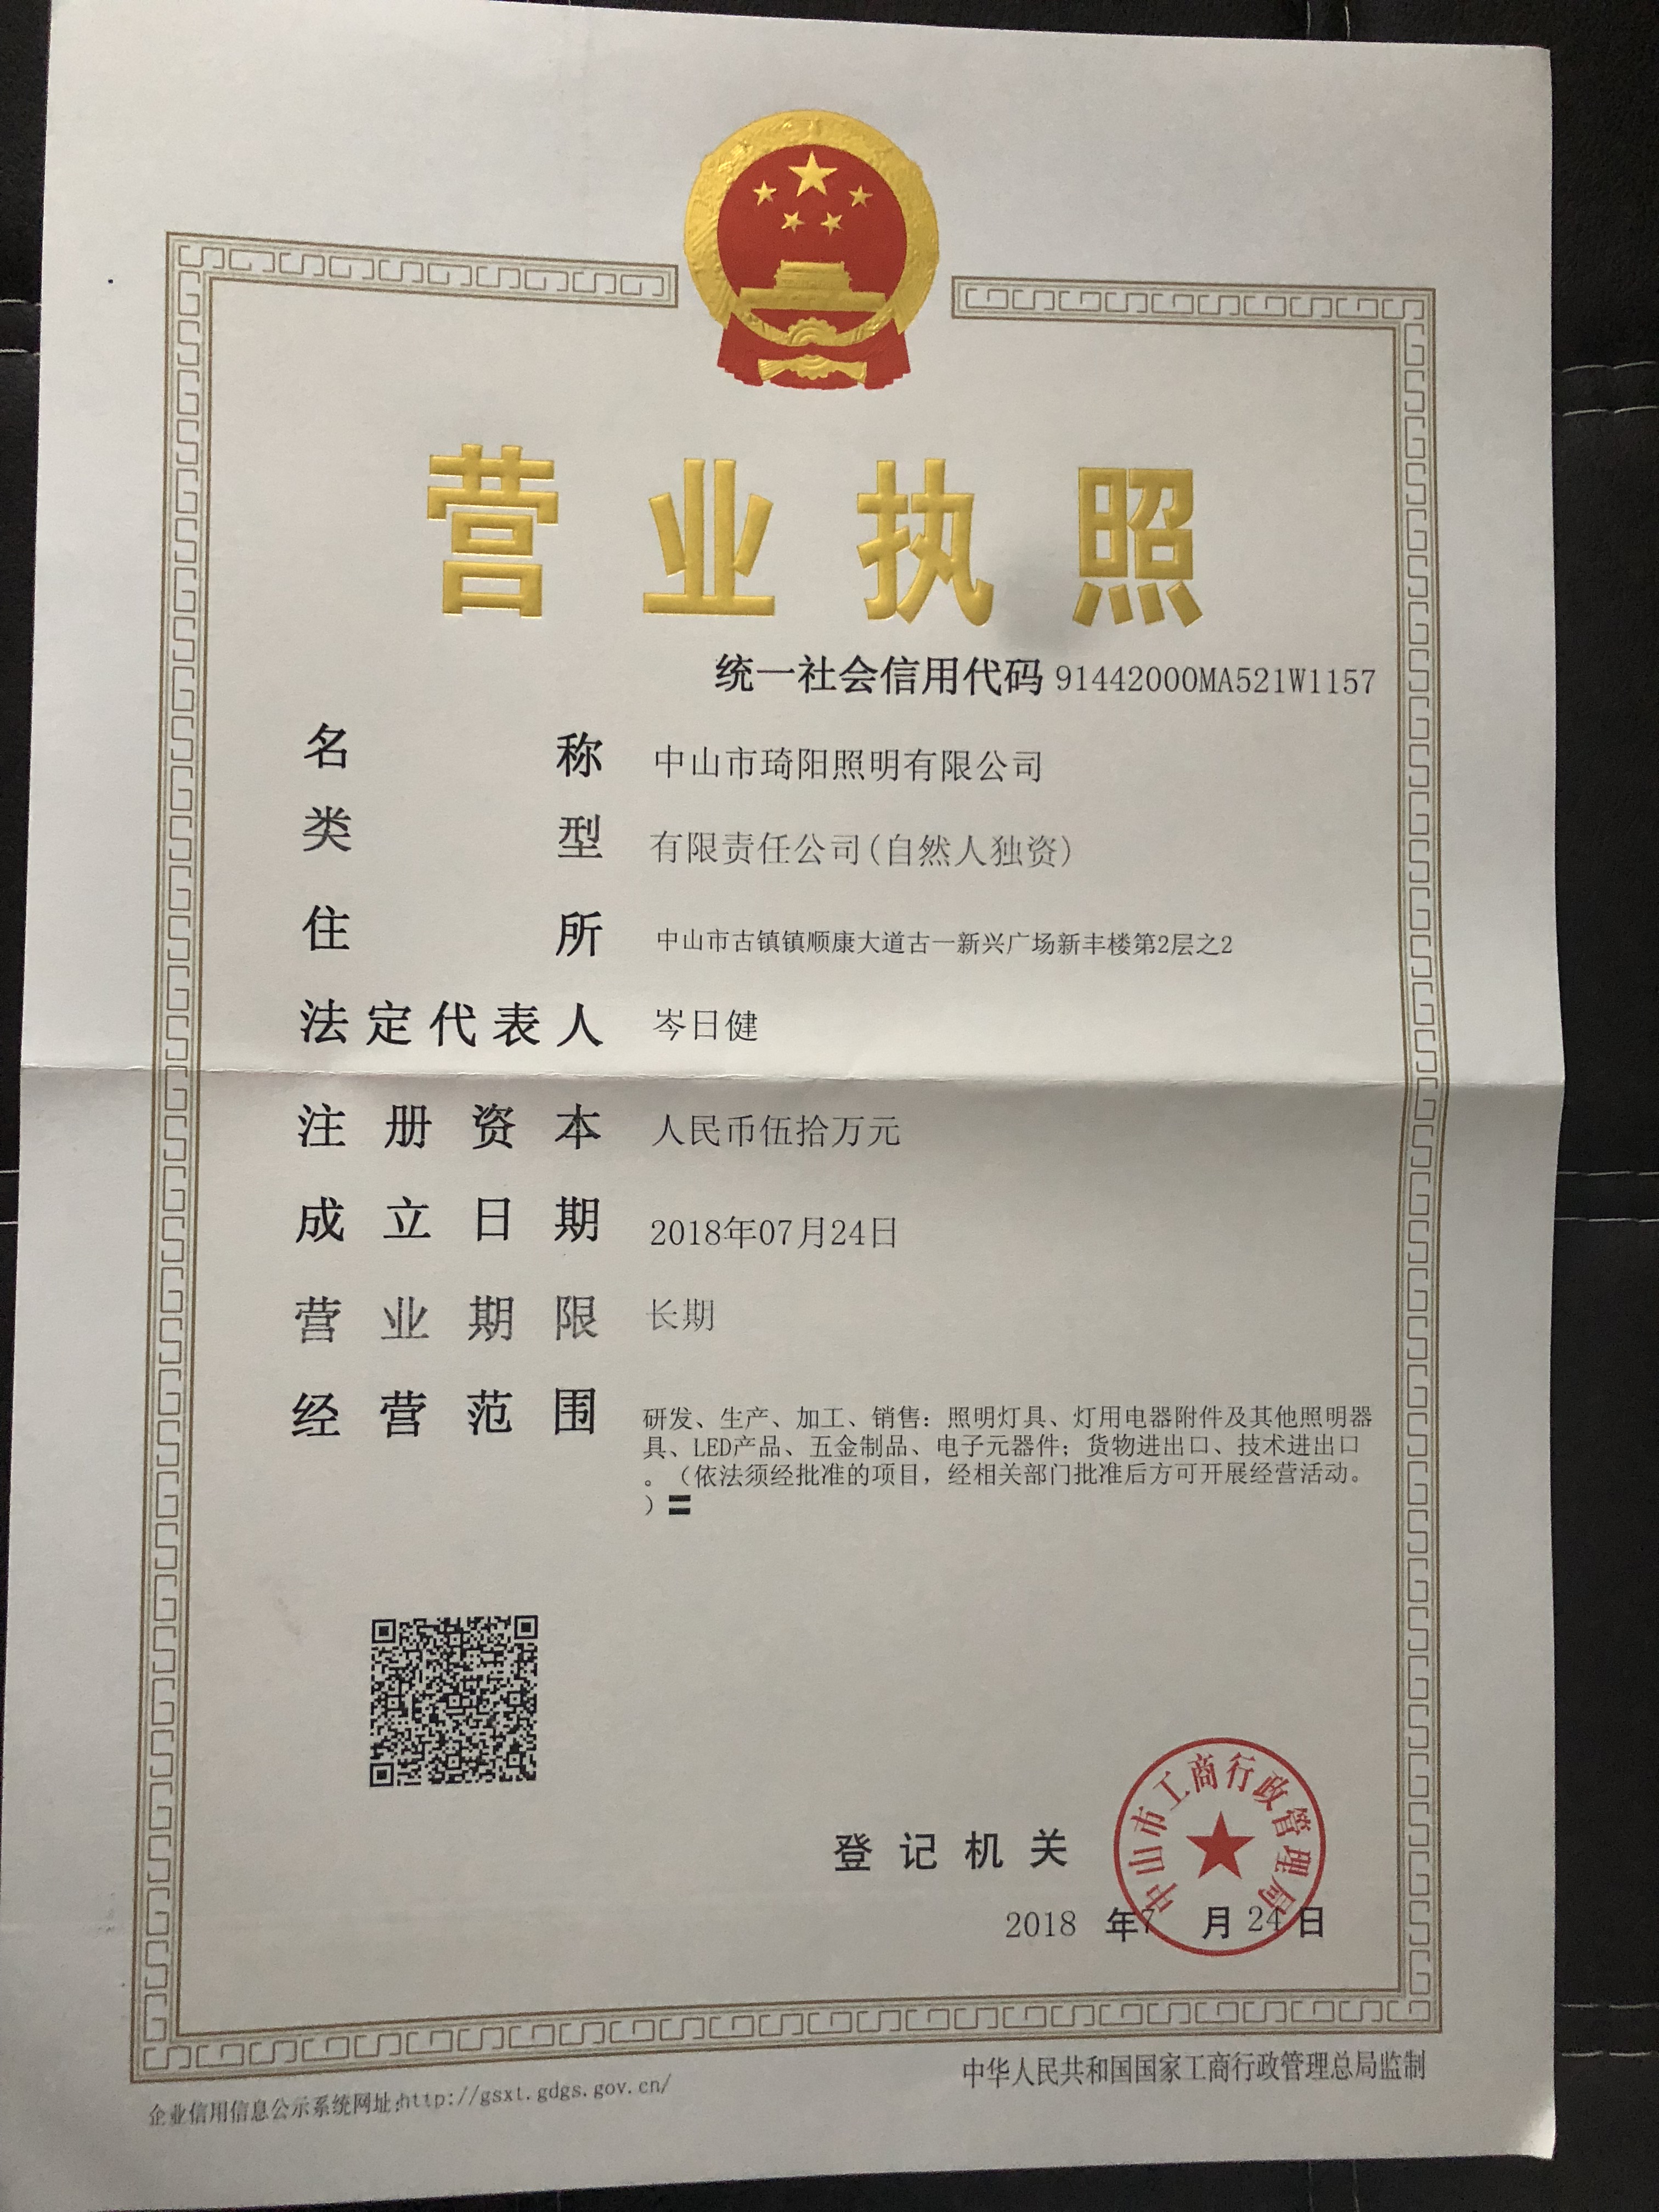 营业执照
统一社会信用代码 91442000MA521W1157
名称 中山市琦阳照明有限公司
类型 有限责任公司(自然人独资)
住所 中山市古镇镇顺康大道古一新兴广场新丰楼第2层之2
法定代表人 岑日健
注册资本 人民币伍拾万元
成立日期 2018年07月24日
营业期限 长期
经营范围 研发、生产、加工、销售：照明灯具、灯用电器附件及其他照明器
具、LED产品、五金制品、电子元器件；货物进出口、技术进出口
。（依法须经批准的项目，经相关部门批准后方可开展经营活动。
）〓
中山市工商行政管理局
登记机关
2018 年7 月 24日
中华人民共和国国家工商行政管理总局监制
企业信用信息公示系统网址:http://gsxt.gdgs.gov.cn/